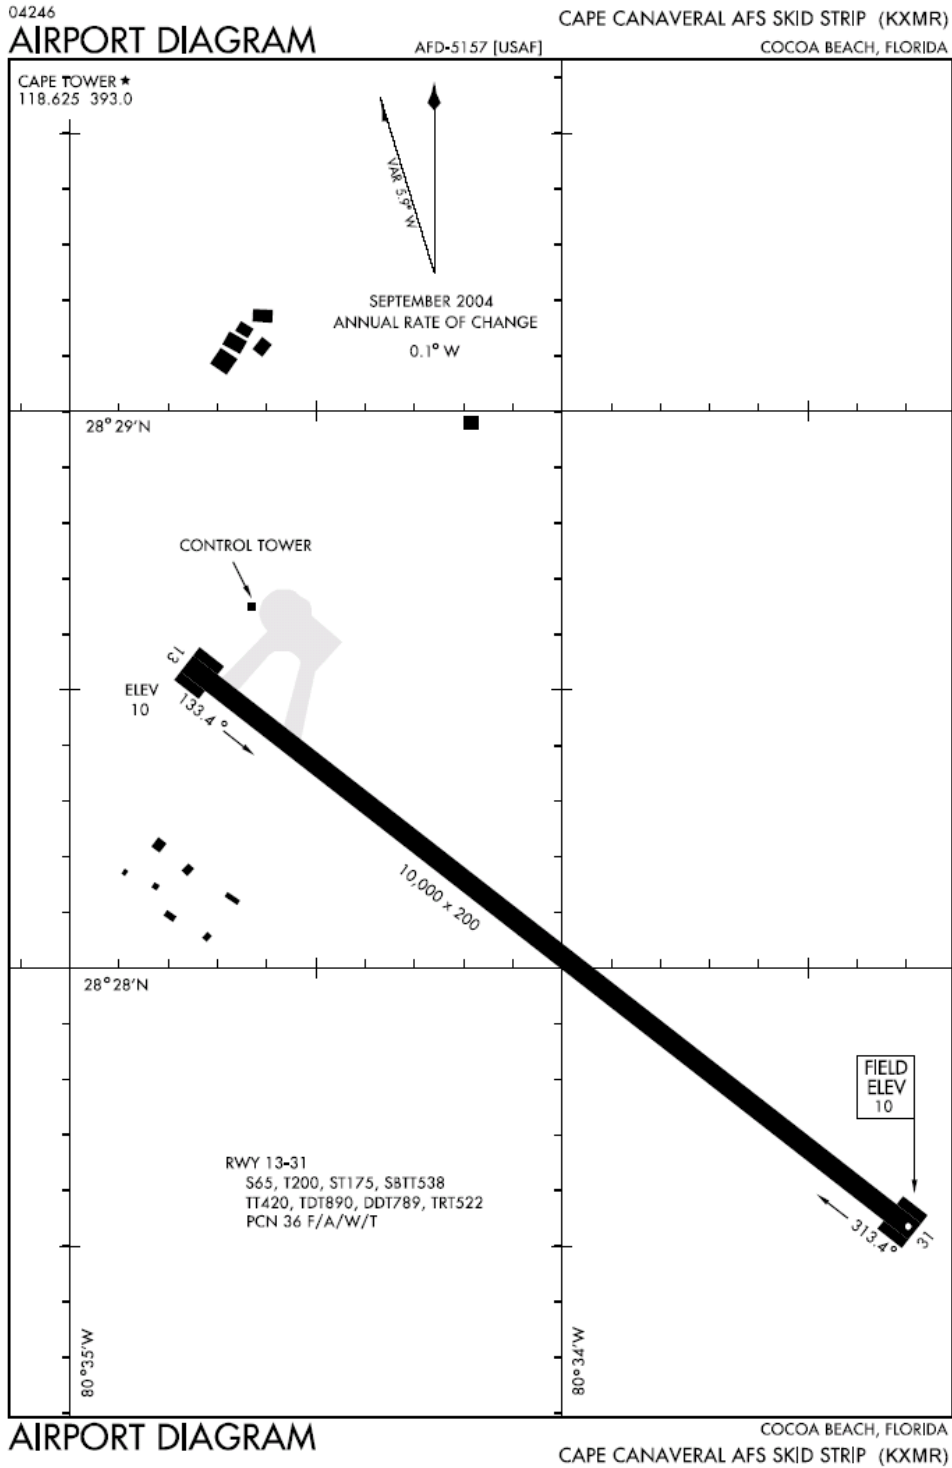 04246
AIRPORT DIAGRAM
AFD-5157 [USAF]
CAPE CANAVERAL AFS SKID STRIP (KXMR)
COCOA BEACH, FLORIDA
CAPE TOWER ★
118.625 393.0
VAR 5.9° W
SEPTEMBER 2004
ANNUAL RATE OF CHANGE
0.1° W
28°29'N
CONTROL TOWER
13
ELEV
10
133.4°
10,000 x 200
28°28'N
FIELD
ELEV
10
RWY 13-31
S65, T200, ST175, SBTT538
TT420, TDT890, DDT789, TRT522
PCN 36 F/A/W/T
313.4°
31
80°35'W
80°34'W
AIRPORT DIAGRAM
COCOA BEACH, FLORIDA
CAPE CANAVERAL AFS SKID STRIP (KXMR)